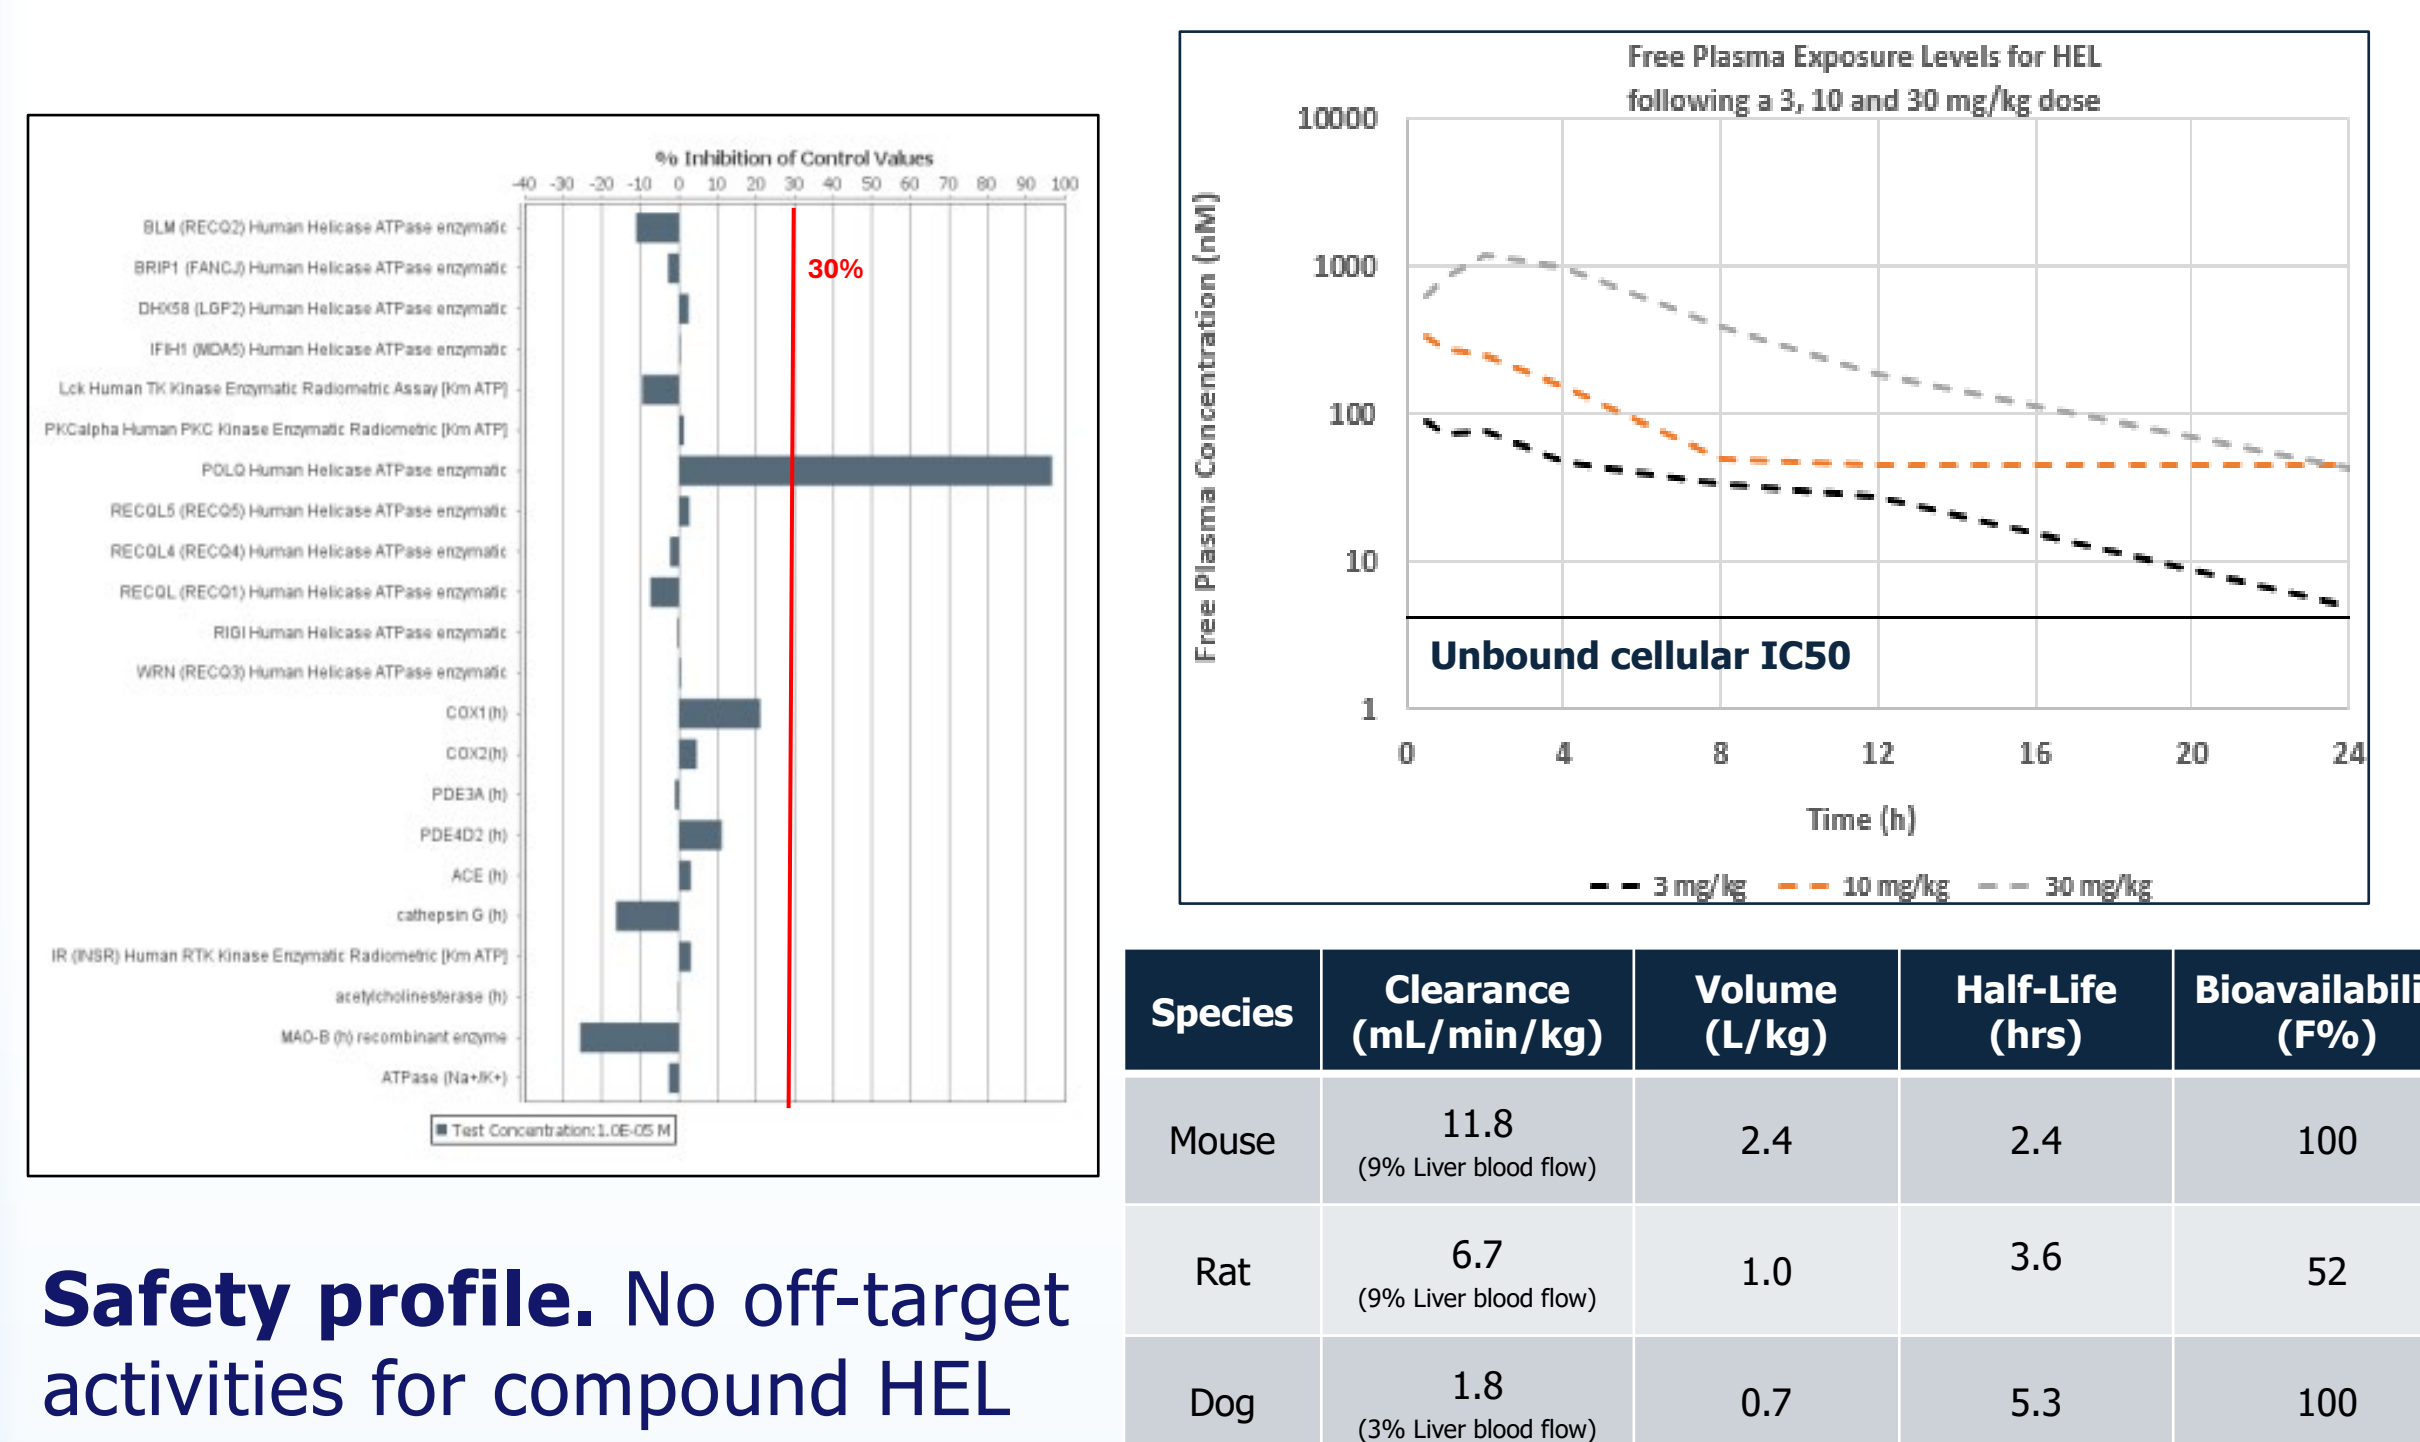 % Inhibition of Control Values
-40 -30 -20 -10 0 10 20 30 40 50 60 70 80 90 100
BLM (RECQ2) Human Helicase ATPase enzymatic
BRIP1 (FANCJ) Human Helicase ATPase enzymatic
DHX58 (LGP2) Human Helicase ATPase enzymatic
IFIH1 (MDA5) Human Helicase ATPase enzymatic
Lck Human TK Kinase Enzymatic Radiometric Assay [Km ATP]
PKCalpha Human PKC Kinase Enzymatic Radiometric [Km ATP]
POLQ Human Helicase ATPase enzymatic
RECQL5 (RECQ5) Human Helicase ATPase enzymatic
RECQL4 (RECQ4) Human Helicase ATPase enzymatic
RECQL (RECQ1) Human Helicase ATPase enzymatic
RIGI Human Helicase ATPase enzymatic
WRN (RECQ3) Human Helicase ATPase enzymatic
COX1(h)
COX2(h)
PDE3A (h)
PDE4D2 (h)
ACE (h)
cathepsin G (h)
IR (INSR) Human RTK Kinase Enzymatic Radiometric [Km ATP]
acetylcholinesterase (h)
MAO-B (h) recombinant enzyme
ATPase (Na+/K+)
30%
Test Concentration:1.0E-05 M
Safety profile. No off-target
activities for compound HEL
Free Plasma Exposure Levels for HEL
following a 3, 10 and 30 mg/kg dose
Free Plasma Concentration (nM)
10000
1000
100
10
1
Unbound cellular IC50
0 4 8 12 16 20 24
Time (h)
3 mg/kg 10 mg/kg 30 mg/kg
Species Clearance (mL/min/kg) Volume (L/kg) Half-Life (hrs) Bioavailabili (F%)
Mouse 11.8 (9% Liver blood flow) 2.4 2.4 100
Rat 6.7 (9% Liver blood flow) 1.0 3.6 52
Dog 1.8 (3% Liver blood flow) 0.7 5.3 100